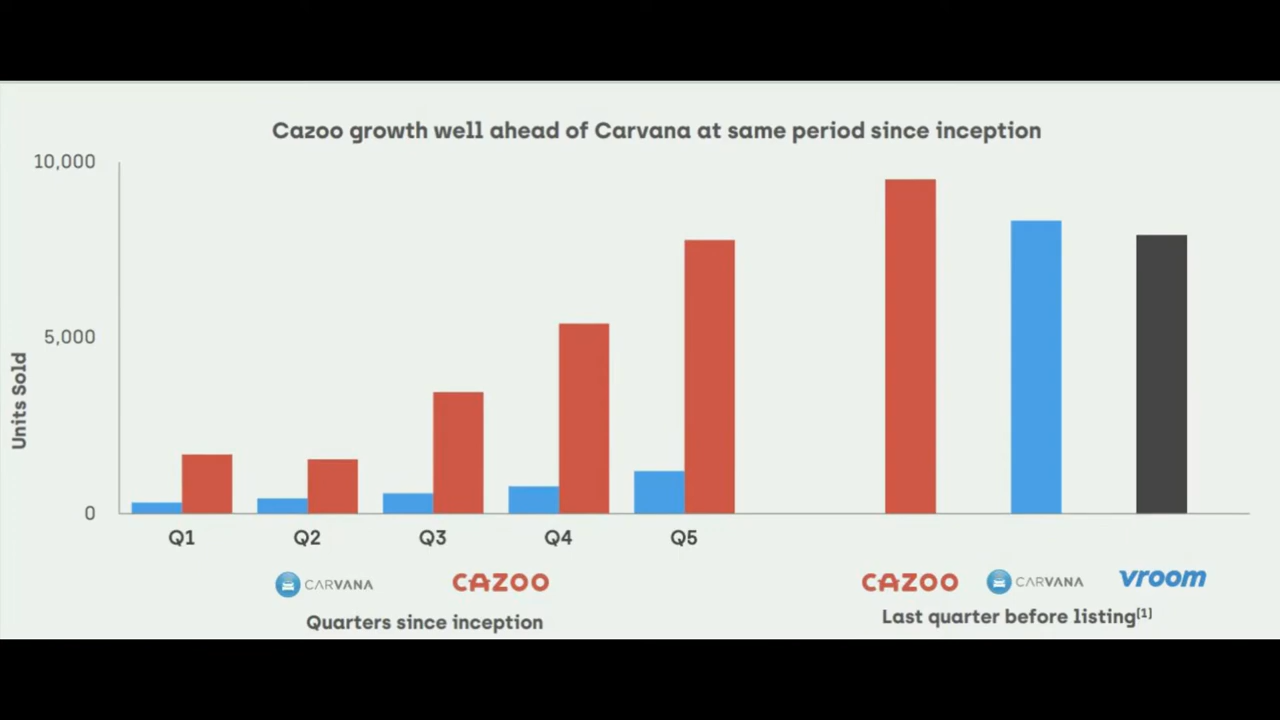 Cazoo growth well ahead of Carvana at same period since inception
10,000
5,000
0
Units Sold
Q1 Q2 Q3 Q4 Q5
CARVANA CAZOO
Quarters since inception
CAZOO CARVANA vroom
Last quarter before listing[1]